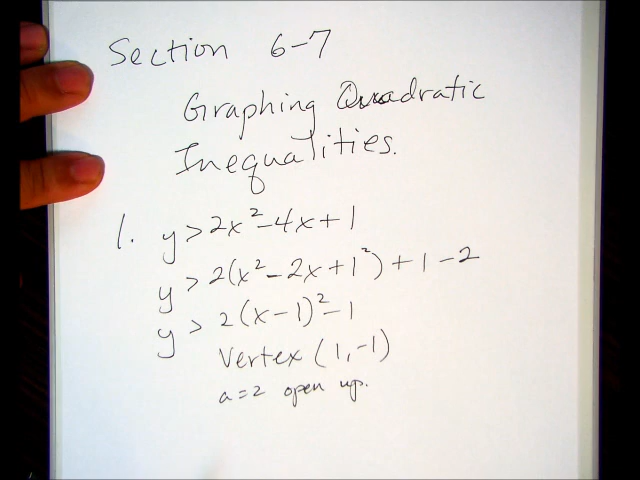 Section 6-7
Graphing Quadratic
Inequalities.
1. y > 2x² - 4x + 1
y > 2(x² - 2x + 1²) + 1 - 2
y > 2(x - 1)² - 1
Vertex (1, -1)
a = 2 open up.